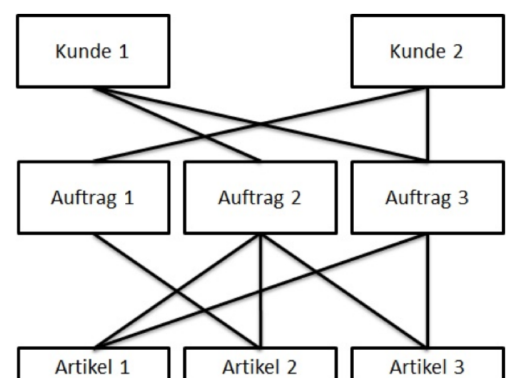 Kunde 1
Kunde 2
Auftrag 1
Auftrag 2
Auftrag 3
Artikel 1
Artikel 2
Artikel 3